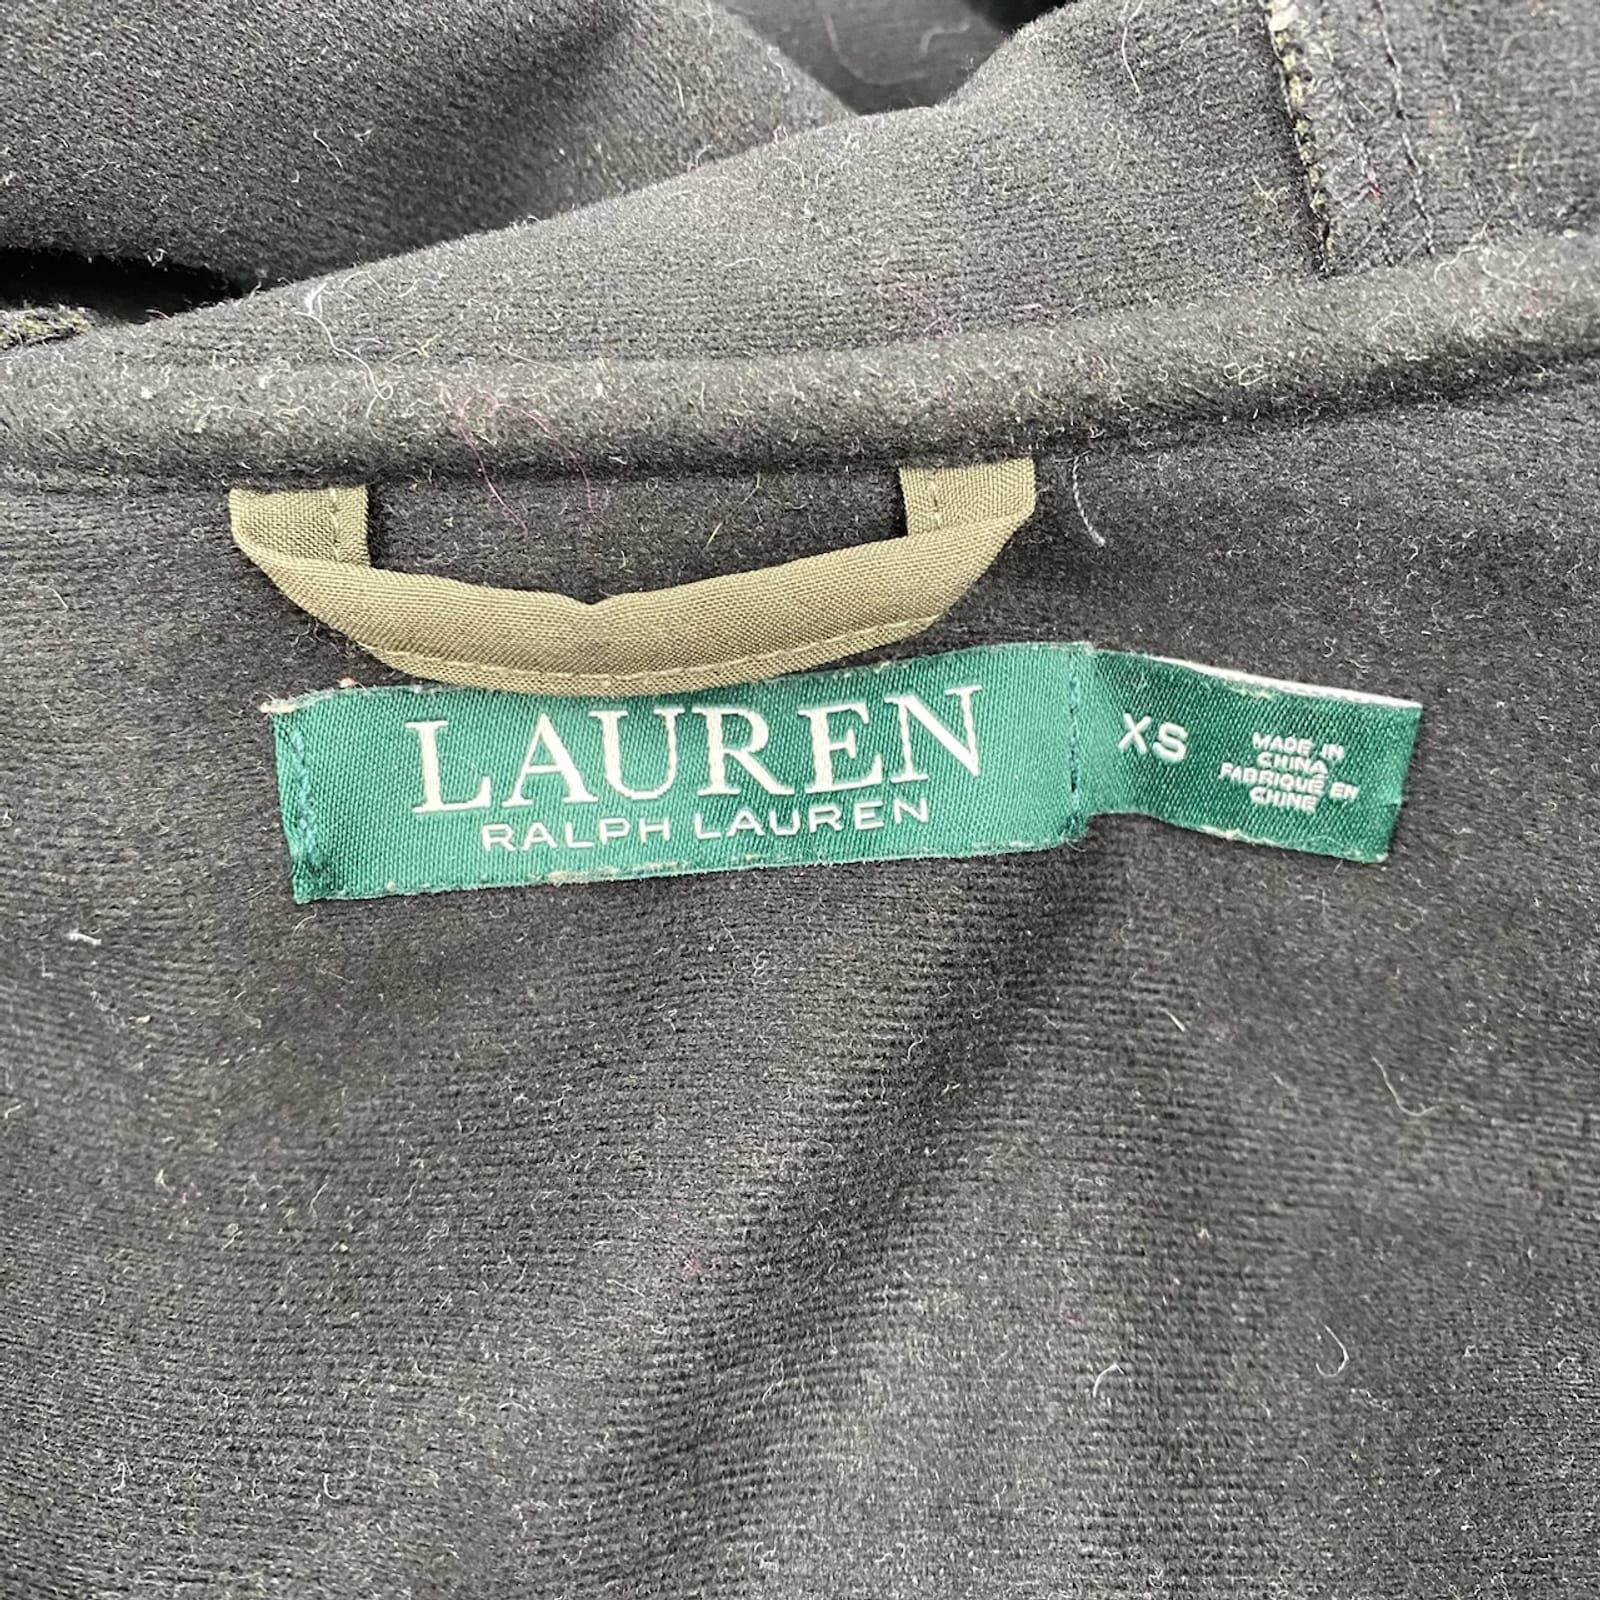 LAUREN
RALPH LAUREN
XS
MADE IN
CHINA
FABRIQUÉ EN
CHINE